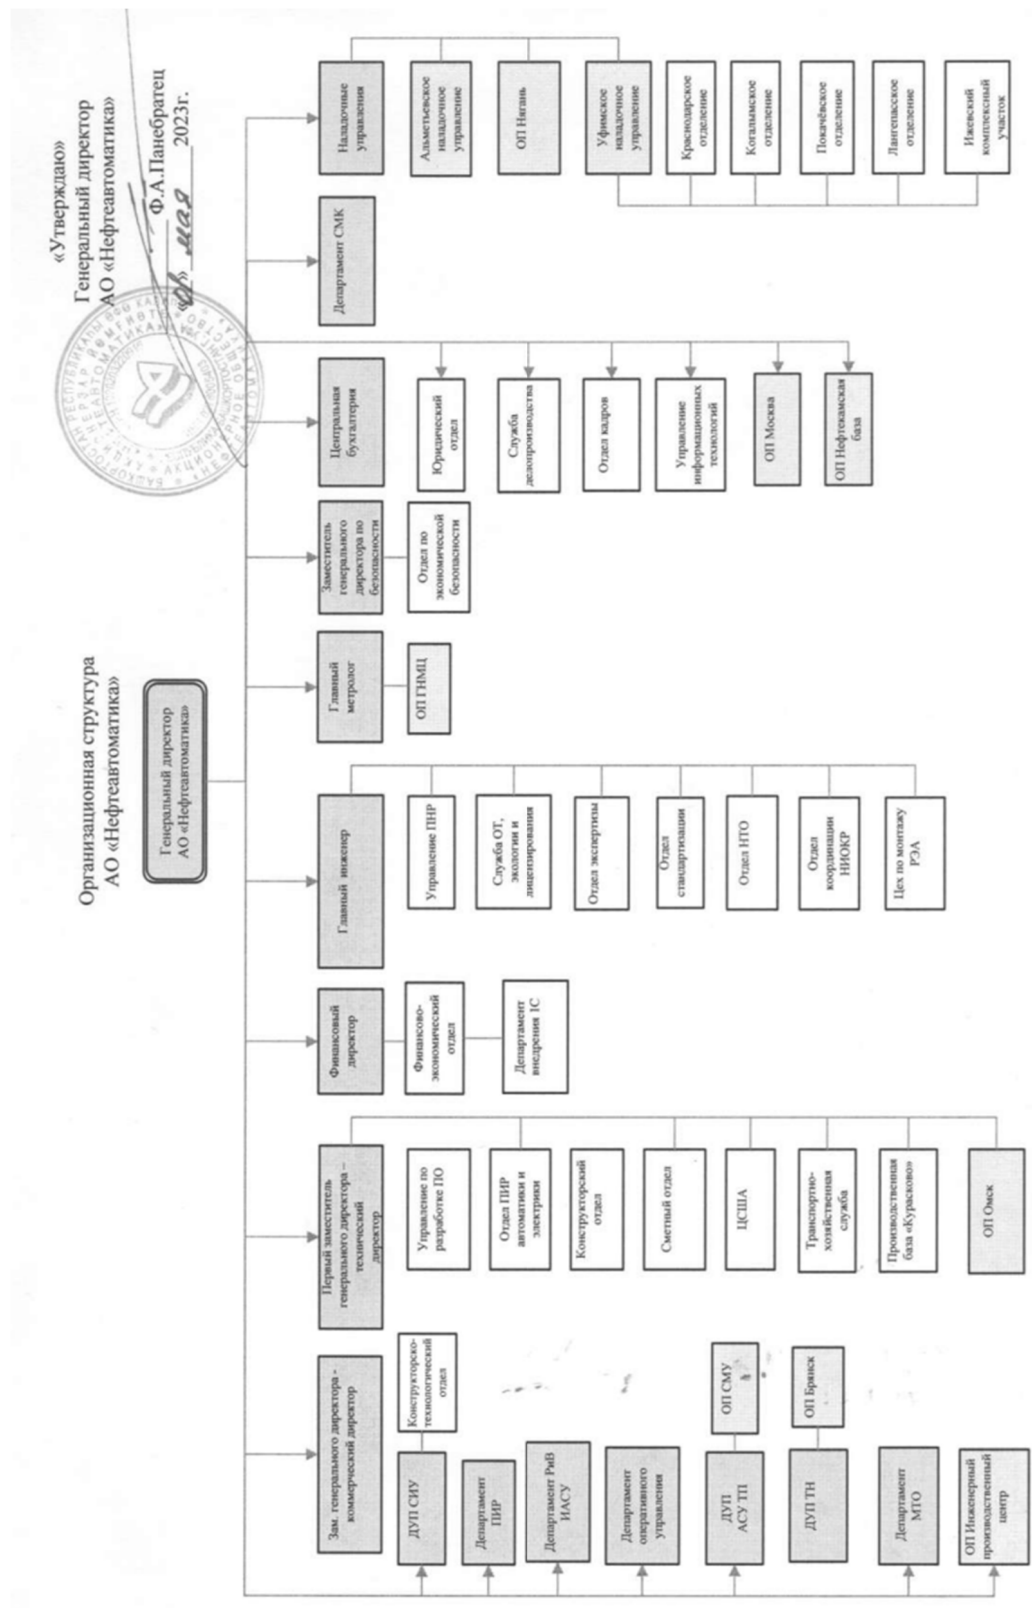 «Утверждаю»
Генеральный директор
АО «Нефтеавтоматика»
Ф.А.Панебратец
мая 2023г.
Организационная структура
АО «Нефтеавтоматика»
Генеральный директор
АО «Нефтеавтоматика»
Зам. генерального директора -
коммерческий директор
ДУП СИУ
Конструкторско-
технологический
отдел
Департамент
ПИР
Департамент РиВ
ИАСУ
Департамент
оперативного
управления
ДУП
АСУ ТП
ОП СМУ
ДУП ТН
ОП Брянск
Департамент
МТО
ОП Инженерный
производственный
центр
Первый заместитель
генерального директора –
технический
директор
Управление по
разработке ПО
Отдел ПИР
автоматики и
электрики
Конструкторский
отдел
Сметный отдел
ЦСША
Транспортно-
хозяйственная
служба
Производственная
база «Курасково»
ОП Омск
Финансовый
директор
Финансово-
экономический
отдел
Департамент
внедрения 1С
Главный инженер
Управление ПНР
Служба ОТ,
экологии и
лицензирования
Отдел экспертизы
Отдел
стандартизации
Отдел НТО
Отдел
координации
НИОКР
Цех по монтажу
РЭА
Главный
метролог
ОП ГНМЦ
Заместитель
генерального
директора по
безопасности
Отдел по
экономической
безопасности
Центральная
бухгалтерия
Юридический
отдел
Служба
делопроизводства
Отдел кадров
Управление
информационных
технологий
ОП Москва
ОП Нефтекамская
база
Департамент СМК
Наладочные
управления
Альметьевское
наладочное
управление
ОП Нягань
Уфимское
наладочное
управление
Краснодарское
отделение
Когалымское
отделение
Покачёвское
отделение
Лангепасское
отделение
Ижевский
комплексный
участок